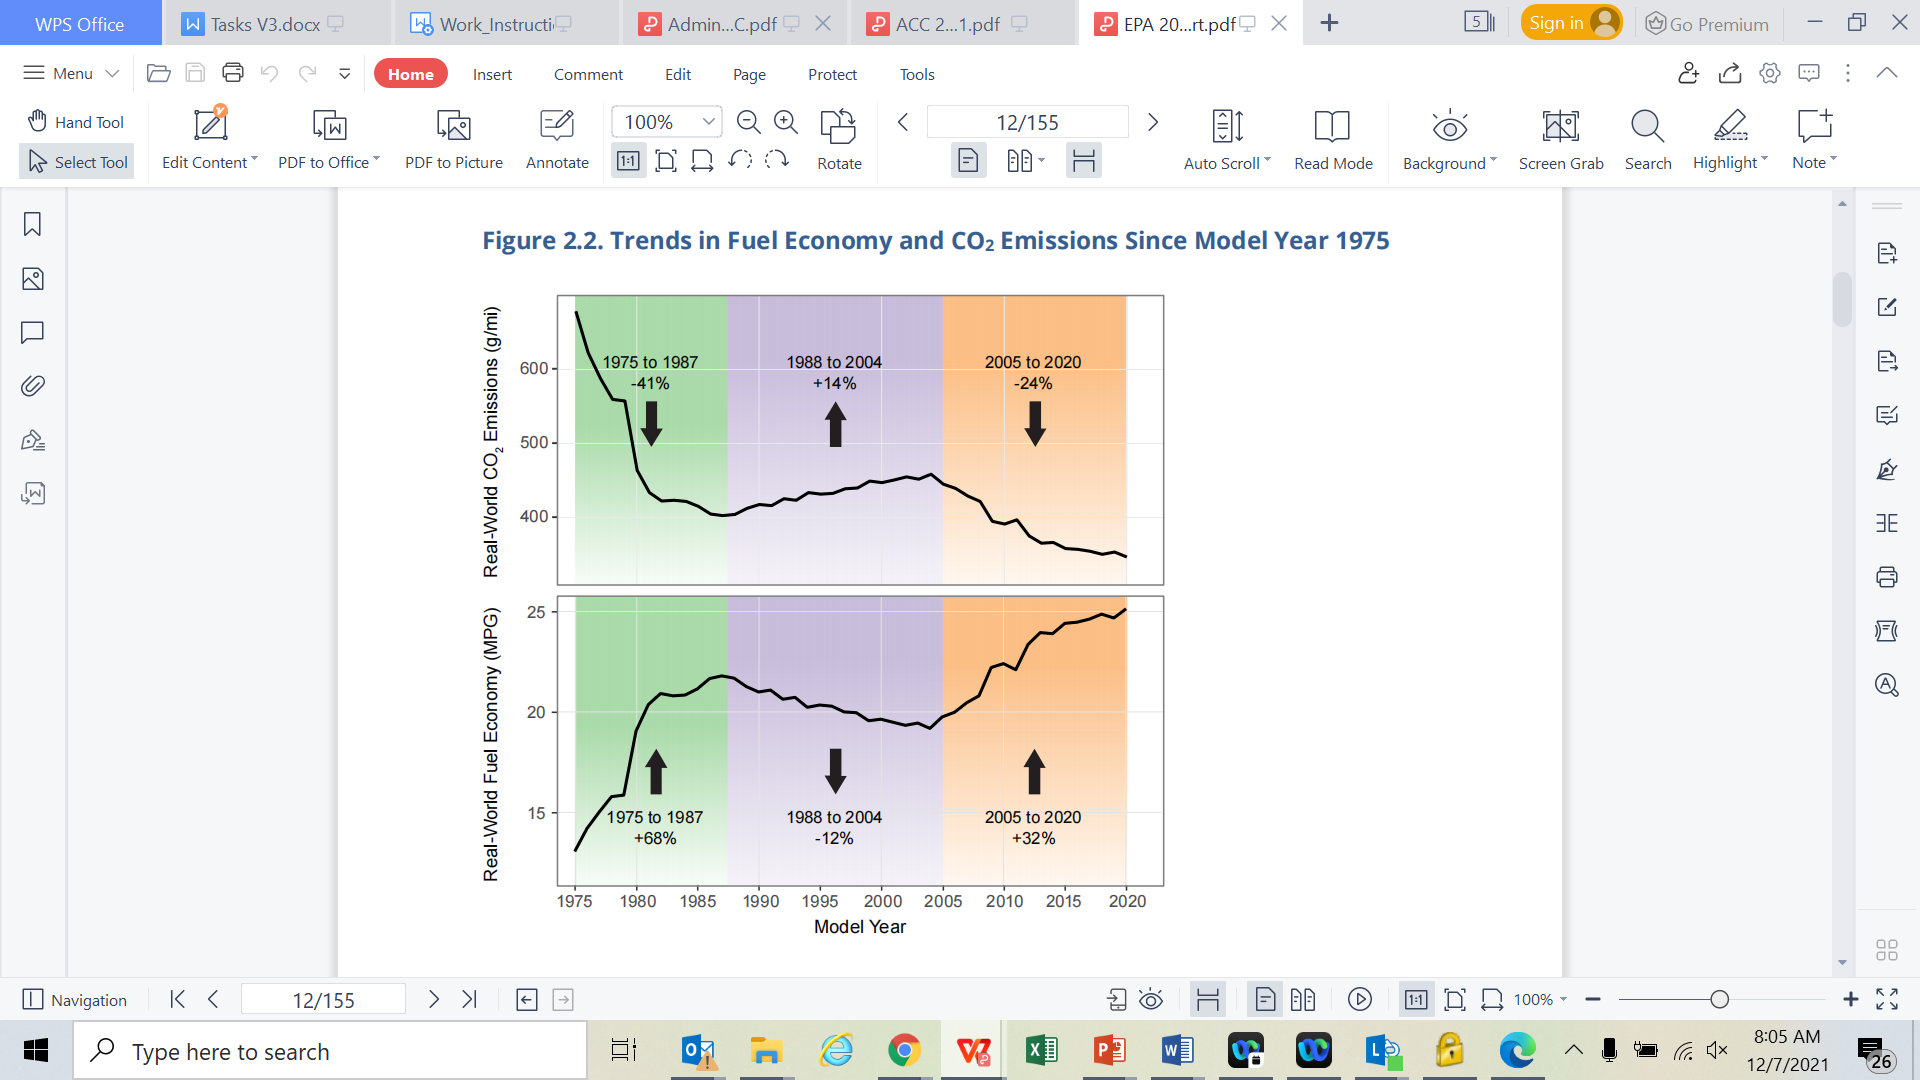 WPS Office
Tasks V3.docx
Work_Instructi
Admin...C.pdf
ACC 2...1.pdf
EPA 20...rt.pdf
5
Sign in
Go Premium
Menu
Home
Insert
Comment
Edit
Page
Protect
Tools
Hand Tool
Select Tool
Edit Content
PDF to Office
PDF to Picture
Annotate
100%
1:1
Rotate
12/155
Auto Scroll
Read Mode
Background
Screen Grab
Search
Highlight
Note
Figure 2.2. Trends in Fuel Economy and CO₂ Emissions Since Model Year 1975
Real-World CO₂ Emissions (g/mi)
600
500
400
1975 to 1987
-41%
1988 to 2004
+14%
2005 to 2020
-24%
Real-World Fuel Economy (MPG)
25
20
15
1975 to 1987
+68%
1988 to 2004
-12%
2005 to 2020
+32%
1975 1980 1985 1990 1995 2000 2005 2010 2015 2020
Model Year
Navigation
12/155
1:1
100%
Type here to search
8:05 AM
12/7/2021
26